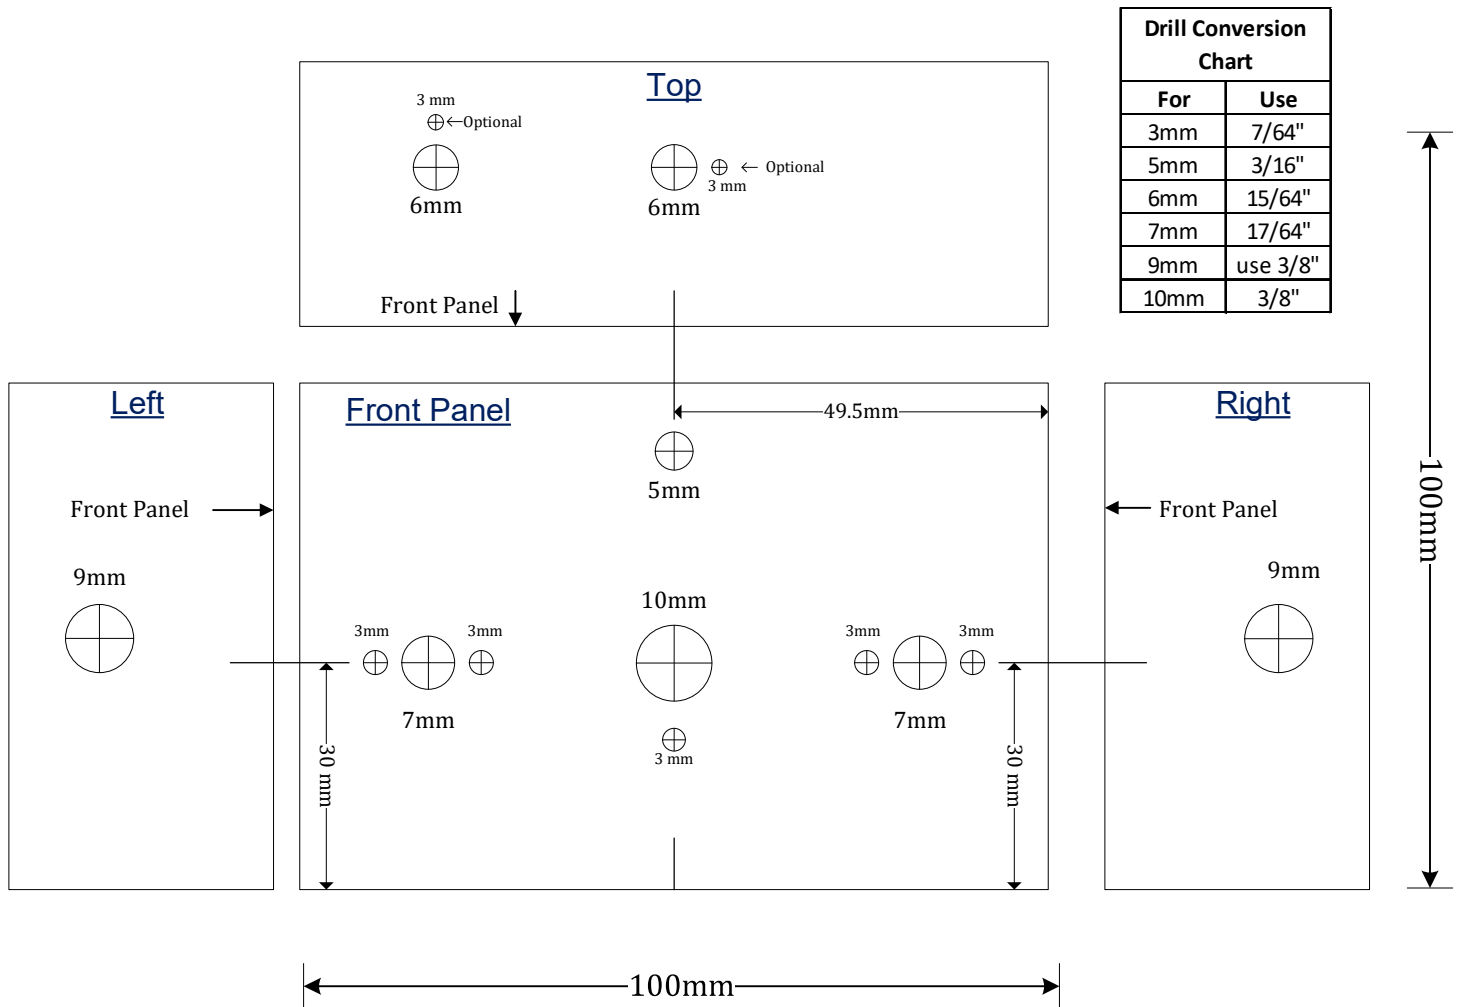 Drill Conversion
Chart
For Use
3mm 7/64"
5mm 3/16"
6mm 15/64"
7mm 17/64"
9mm use 3/8"
10mm 3/8"
Top
3 mm
←Optional
6mm
6mm
← Optional
3 mm
Front Panel
Left
Front Panel
9mm
Front Panel
49.5mm
5mm
10mm
3mm
3mm
7mm
3mm
3mm
7mm
3 mm
30 mm
30 mm
Right
Front Panel
9mm
100mm
100mm